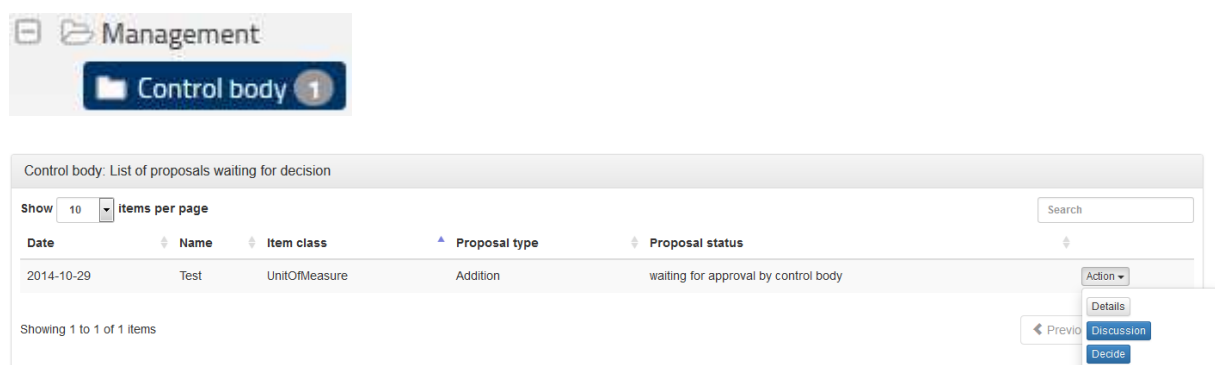 Management
Control body 1
Control body: List of proposals waiting for decision
Show 10 items per page Search
Date Name Item class Proposal type Proposal status
2014-10-29 Test UnitOfMeasure Addition waiting for approval by control body Action
Details
Showing 1 to 1 of 1 items Previo Discussion
Decide